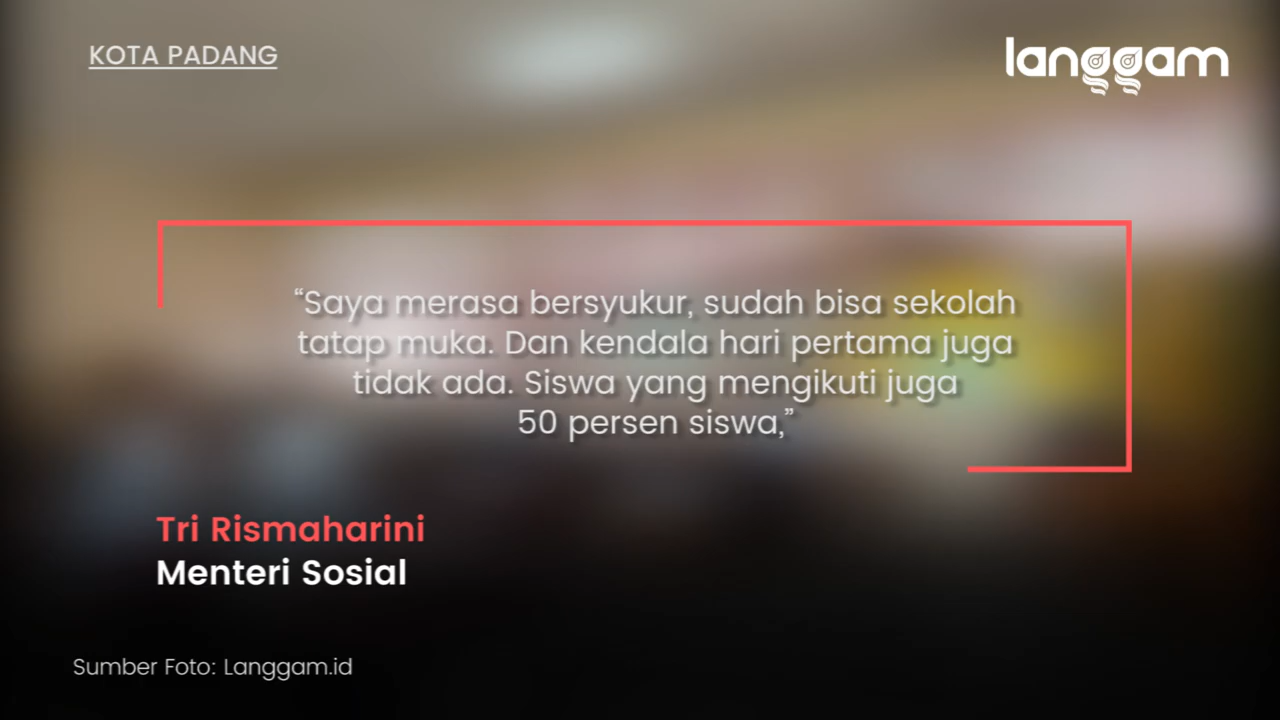 KOTA PADANG
langgam
“Saya merasa bersyukur, sudah bisa sekolah
tatap muka. Dan kendala hari pertama juga
tidak ada. Siswa yang mengikuti juga
50 persen siswa,”
Tri Rismaharini
Menteri Sosial
Sumber Foto: Langgam.id